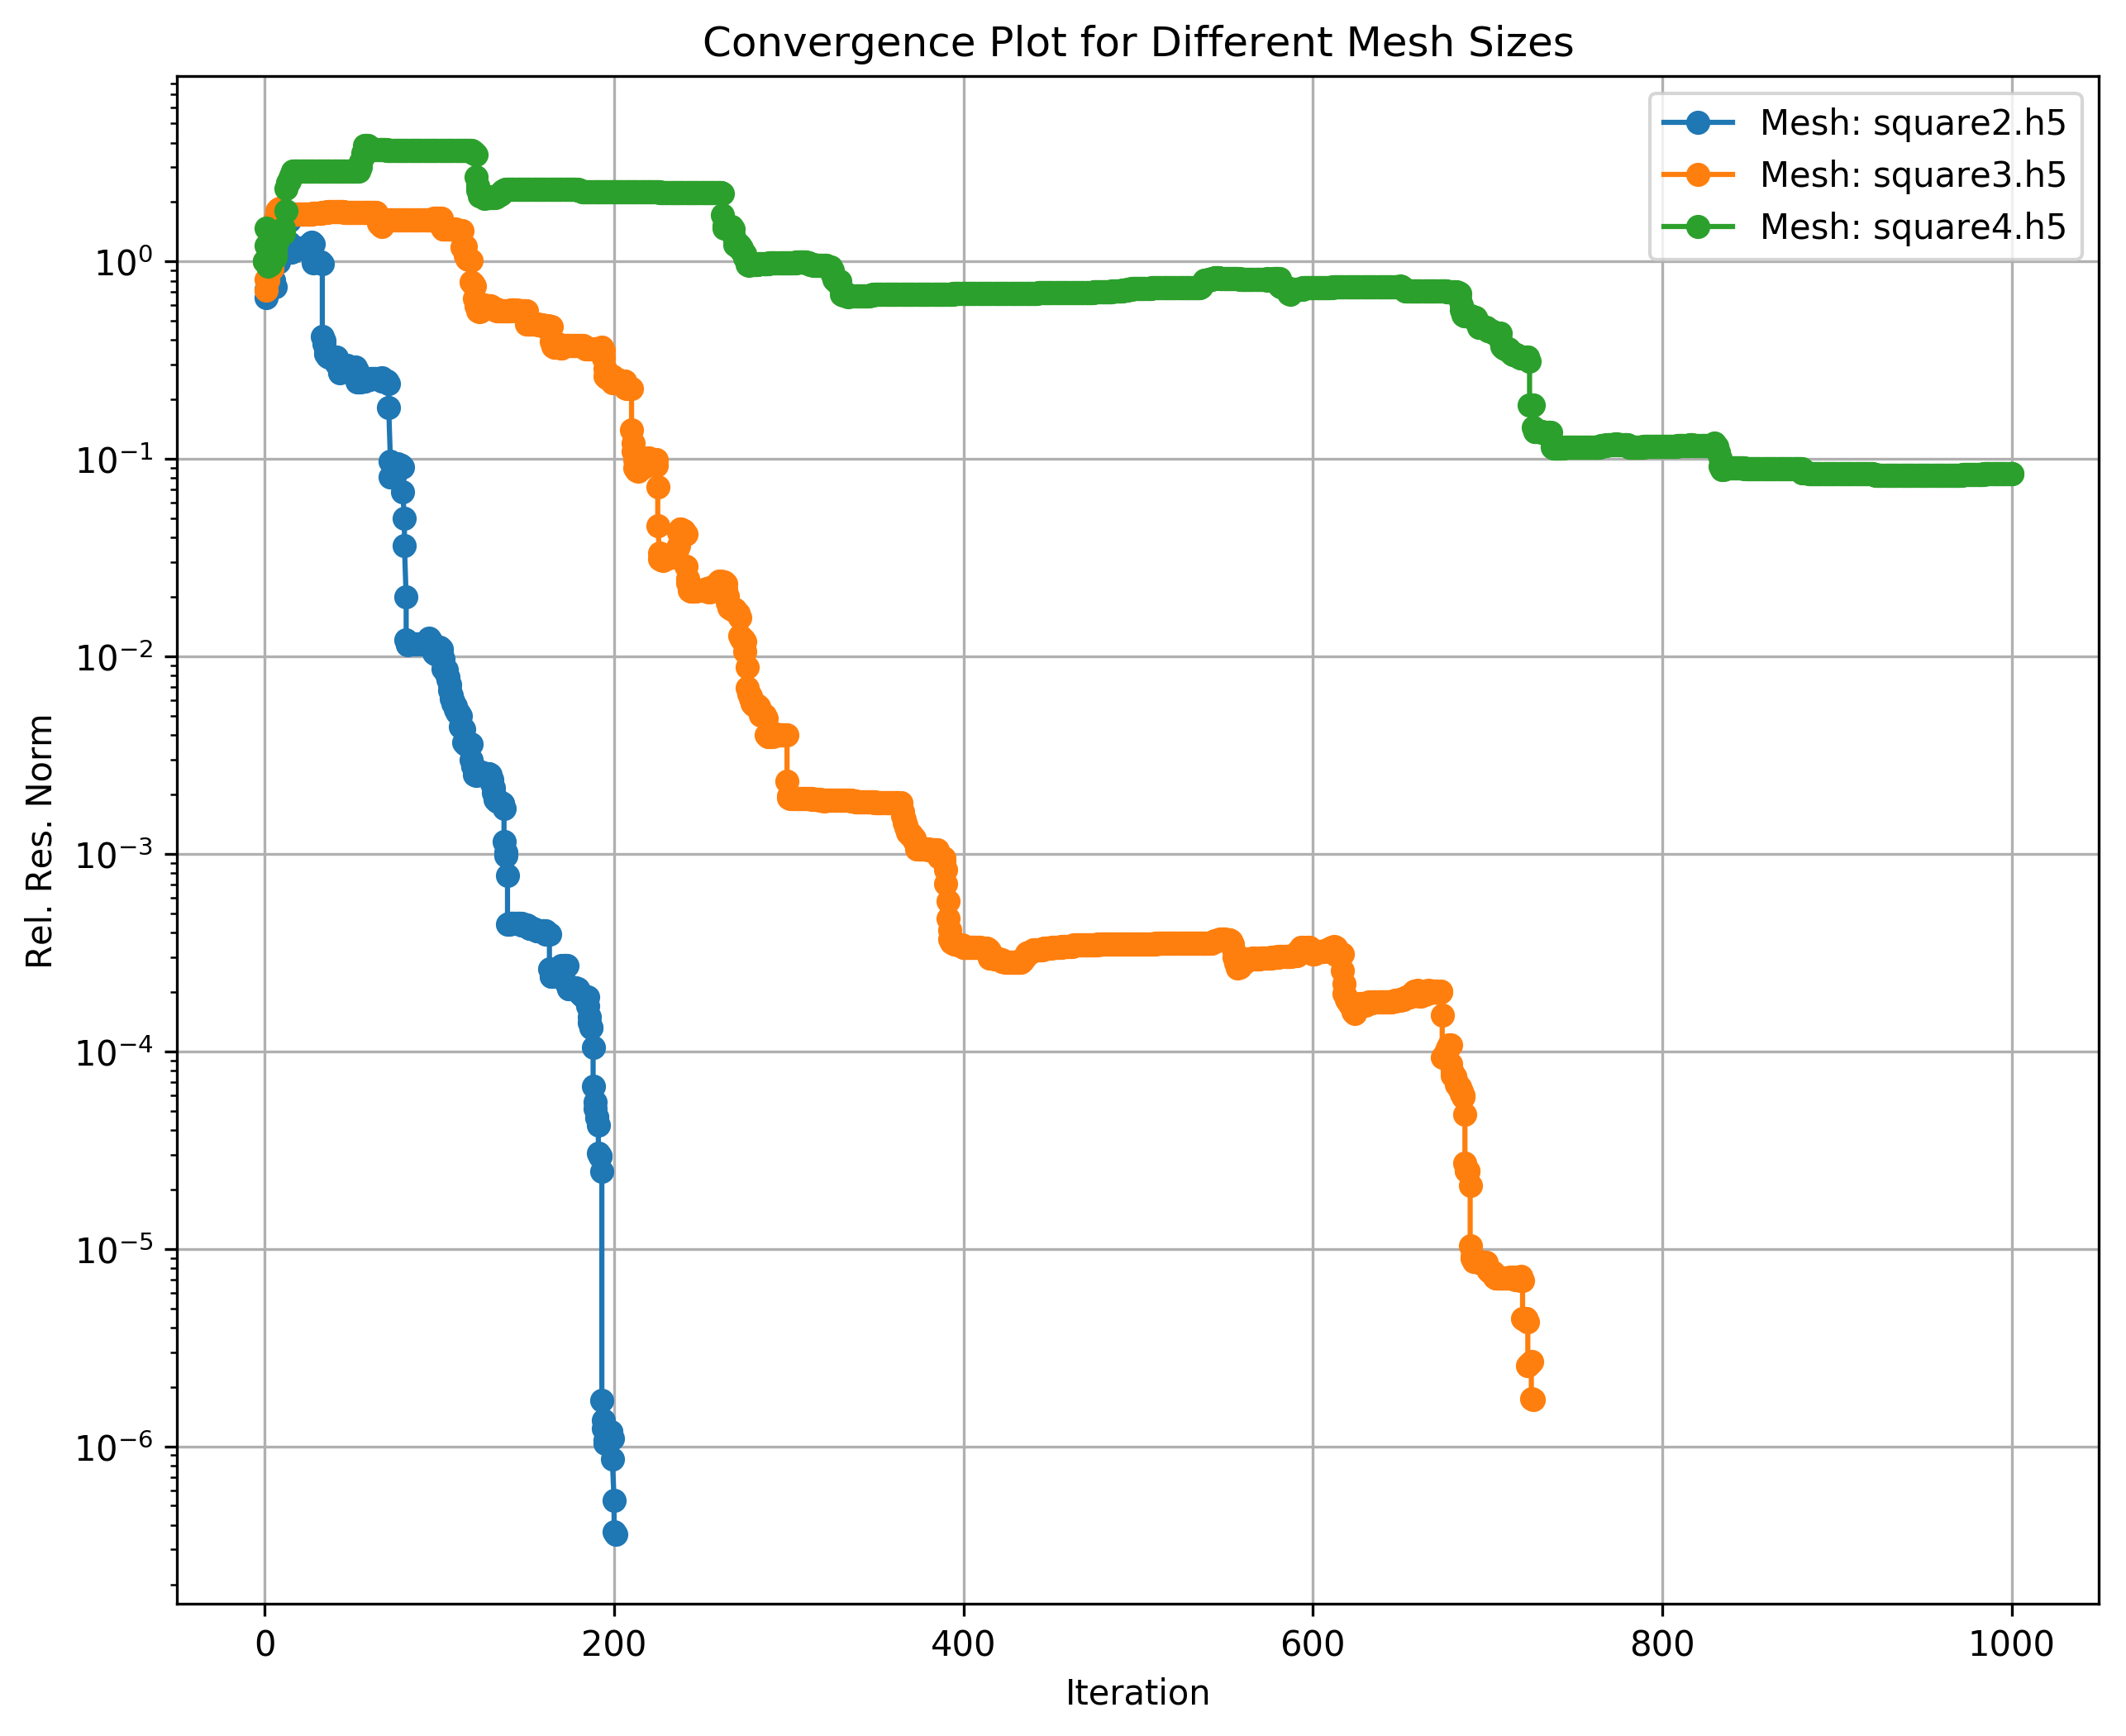 Convergence Plot for Different Mesh Sizes
Mesh: square2.h5
Mesh: square3.h5
Mesh: square4.h5
10⁰
10⁻¹
10⁻²
10⁻³
10⁻⁴
10⁻⁵
10⁻⁶
Rel. Res. Norm
0 200 400 600 800 1000
Iteration